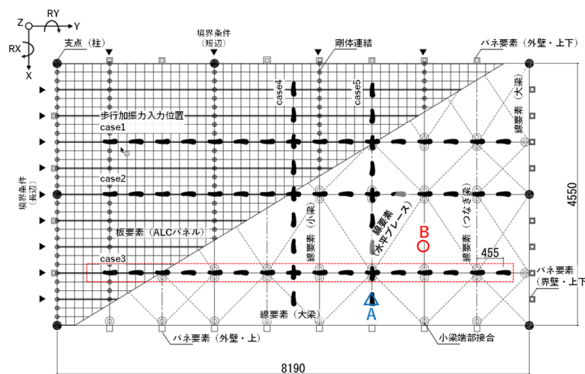 RY
Z
Y
RX
X
支点（柱）
境界条件
（短辺）
剛体連結
バネ要素（外壁・上下）
case4
case5
線要素（大梁）
歩行加振力入力位置
case1
境界条件
（長辺）
case2
板要素（ALCパネル）
線要素（小梁）
線要素
（水平ブレース）
線要素（つなぎ梁）
4550
B
455
case3
バネ要素
（界壁・上下）
A
線要素（大梁）
バネ要素（外壁・上）
小梁端部接合
8190